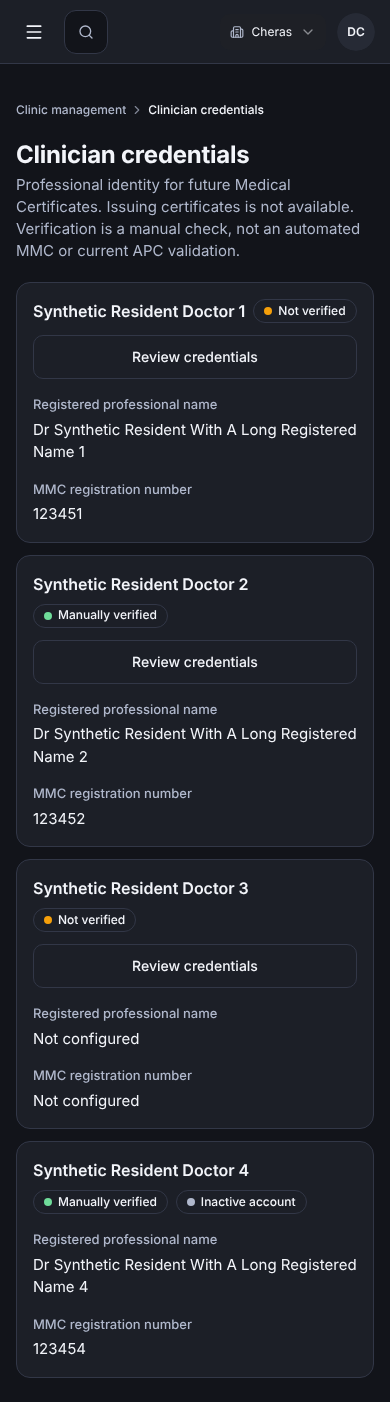 Cheras
DC
Clinic management > Clinician credentials
Clinician credentials
Professional identity for future Medical
Certificates. Issuing certificates is not available.
Verification is a manual check, not an automated
MMC or current APC validation.
Synthetic Resident Doctor 1 Not verified
Review credentials
Registered professional name
Dr Synthetic Resident With A Long Registered
Name 1
MMC registration number
123451
Synthetic Resident Doctor 2
Manually verified
Review credentials
Registered professional name
Dr Synthetic Resident With A Long Registered
Name 2
MMC registration number
123452
Synthetic Resident Doctor 3
Not verified
Review credentials
Registered professional name
Not configured
MMC registration number
Not configured
Synthetic Resident Doctor 4
Manually verified Inactive account
Registered professional name
Dr Synthetic Resident With A Long Registered
Name 4
MMC registration number
123454